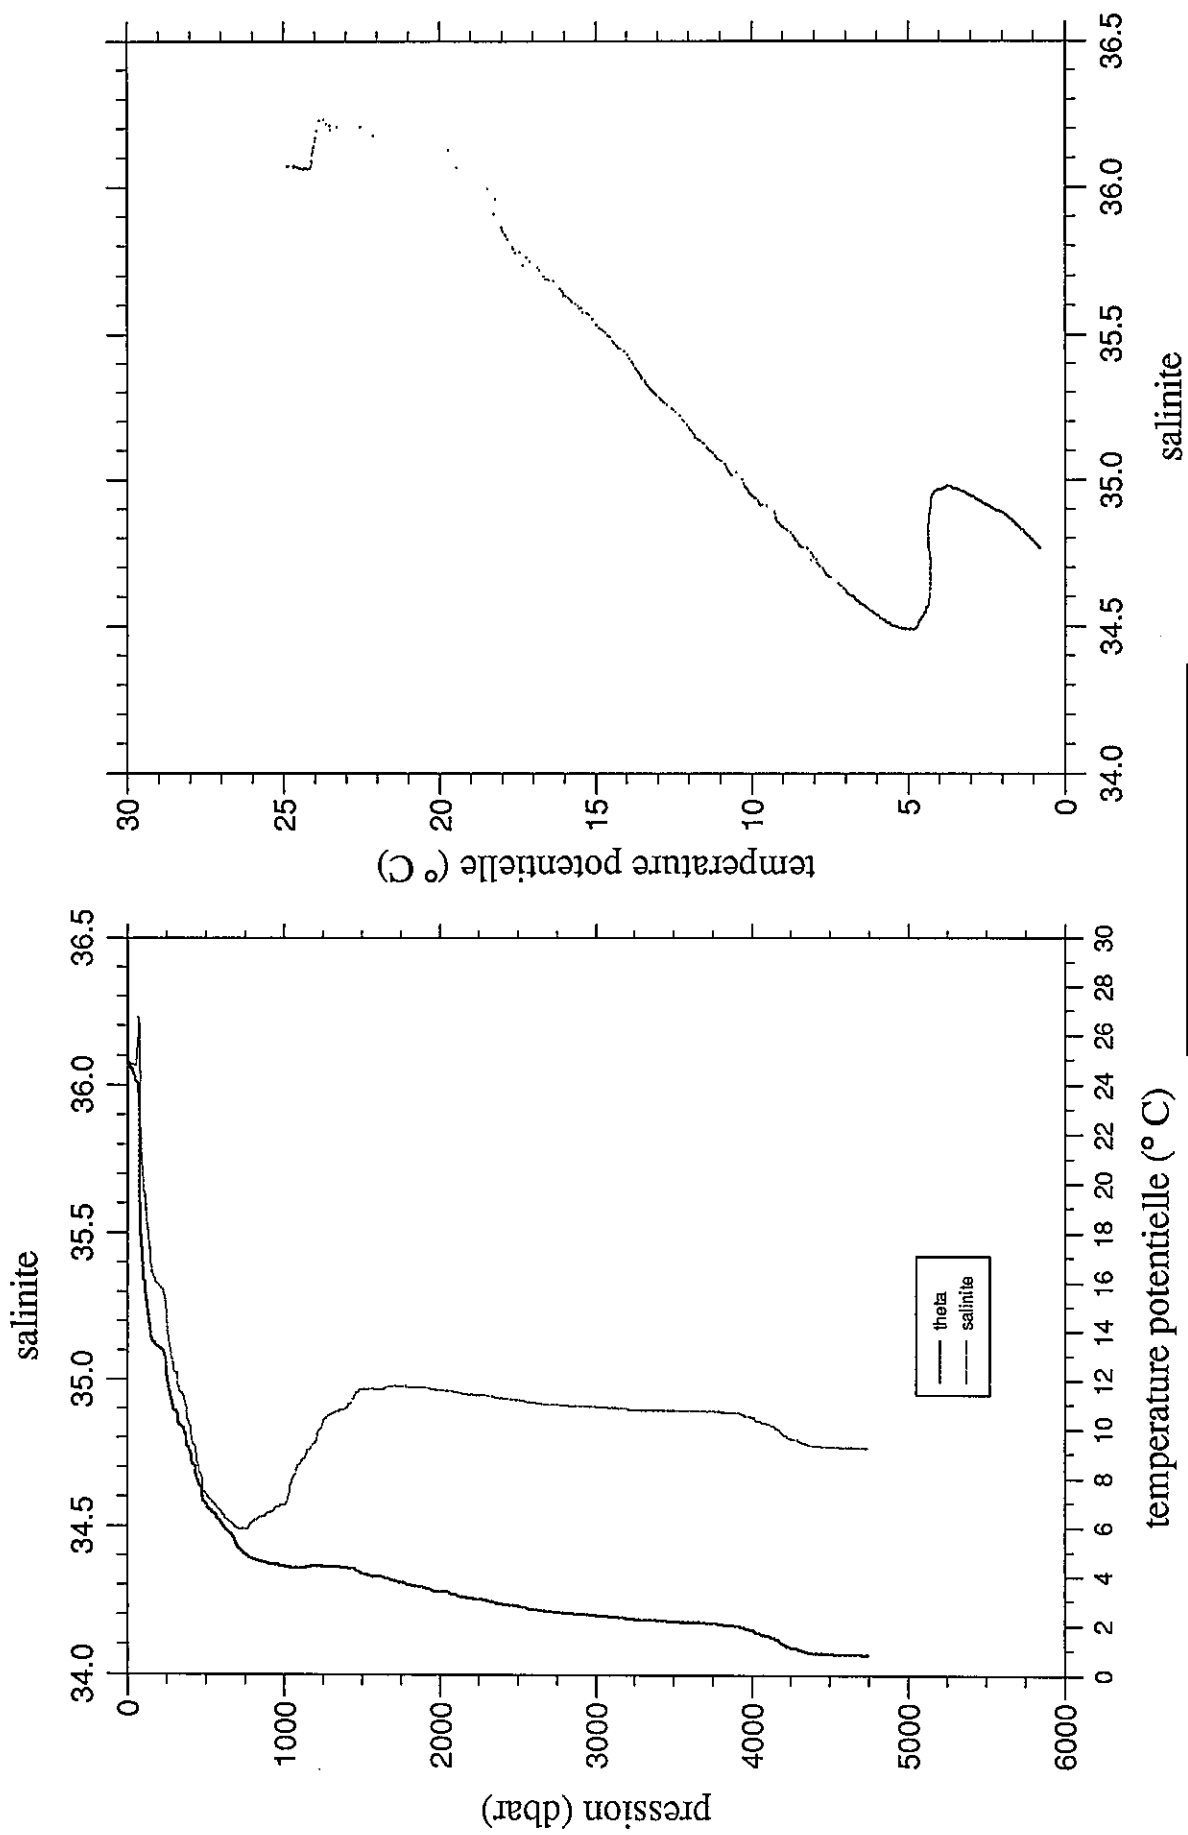 salinite
34.0 34.5 35.0 35.5 36.0 36.5
0
1000
2000
3000
4000
5000
6000
pression (dbar)
theta
salinite
0 2 4 6 8 10 12 14 16 18 20 22 24 26 28 30
temperature potentielle (° C)
30
25
20
15
10
5
0
temperature potentielle (° C)
34.0 34.5 35.0 35.5 36.0 36.5
salinite